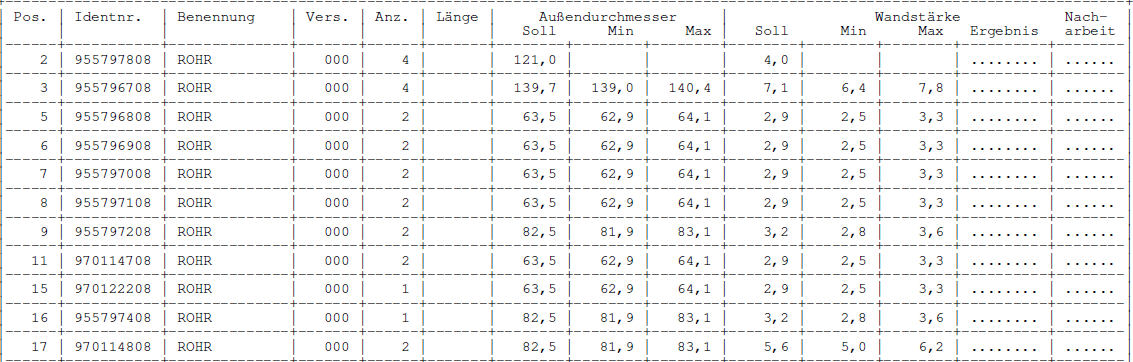 Pos. | Identnr. | Benennung | Vers. | Anz. | Länge | Außendurchmesser | Wandstärke Nach-
Soll Min Max | Soll Min Max Ergebnis arbeit
2 | 955797808 | ROHR | 000 | 4 | | 121,0 | | | 4,0 | | | ........ | ......
3 | 955796708 | ROHR | 000 | 4 | | 139,7 | 139,0 | 140,4 | 7,1 | 6,4 | 7,8 | ........ | ......
5 | 955796808 | ROHR | 000 | 2 | | 63,5 | 62,9 | 64,1 | 2,9 | 2,5 | 3,3 | ........ | ......
6 | 955796908 | ROHR | 000 | 2 | | 63,5 | 62,9 | 64,1 | 2,9 | 2,5 | 3,3 | ........ | ......
7 | 955797008 | ROHR | 000 | 2 | | 63,5 | 62,9 | 64,1 | 2,9 | 2,5 | 3,3 | ........ | ......
8 | 955797108 | ROHR | 000 | 2 | | 63,5 | 62,9 | 64,1 | 2,9 | 2,5 | 3,3 | ........ | ......
9 | 955797208 | ROHR | 000 | 2 | | 82,5 | 81,9 | 83,1 | 3,2 | 2,8 | 3,6 | ........ | ......
11 | 970114708 | ROHR | 000 | 2 | | 63,5 | 62,9 | 64,1 | 2,9 | 2,5 | 3,3 | ........ | ......
15 | 970122208 | ROHR | 000 | 1 | | 63,5 | 62,9 | 64,1 | 2,9 | 2,5 | 3,3 | ........ | ......
16 | 955797408 | ROHR | 000 | 1 | | 82,5 | 81,9 | 83,1 | 3,2 | 2,8 | 3,6 | ........ | ......
17 | 970114808 | ROHR | 000 | 2 | | 82,5 | 81,9 | 83,1 | 5,6 | 5,0 | 6,2 | ........ | ......